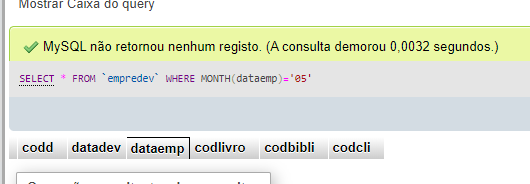 Mostrar Caixa do query
MySQL não retornou nenhum registo. (A consulta demorou 0,0032 segundos.)
SELECT * FROM `empredev` WHERE MONTH(dataemp)='05'
codd datadev dataemp codlivro codbibli codcli